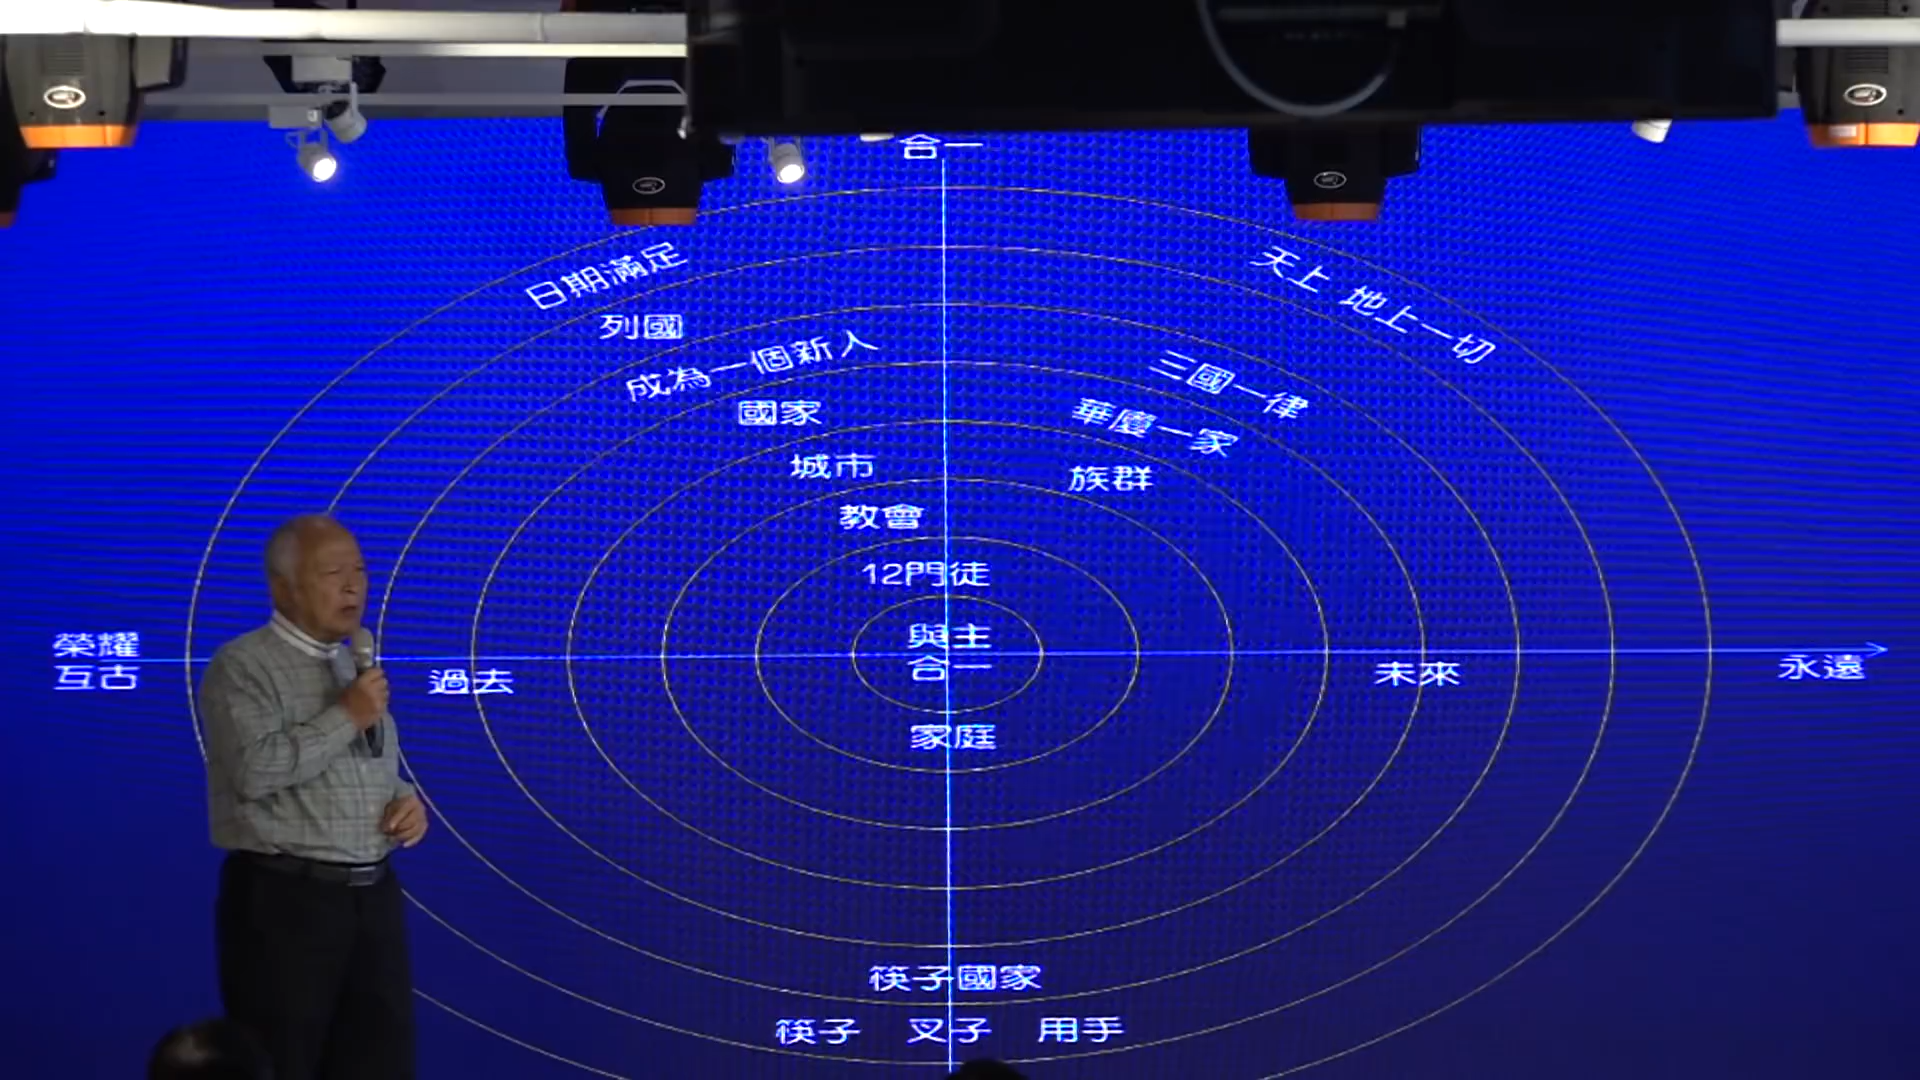 合一
日期滿足
天上 地上一切
列國
成為一個新人
三國一律
國家
華廈一家
城市
族群
教會
12門徒
與主
合一
榮耀
互古
過去
未來
永遠
家庭
筷子國家
筷子 叉子 用手